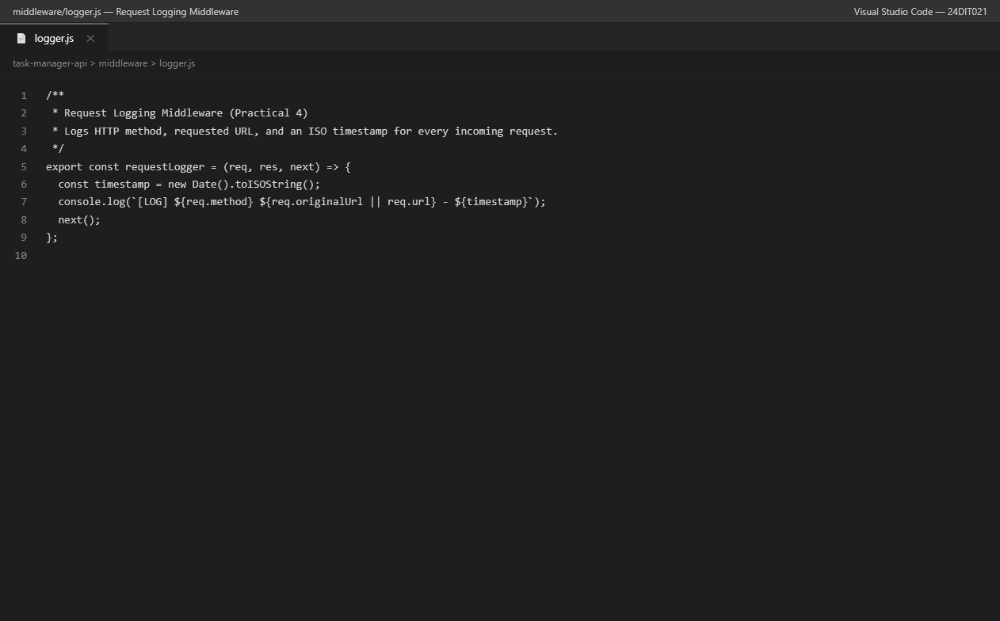 middleware/logger.js — Request Logging Middleware
Visual Studio Code — 24DIT021
logger.js
task-manager-api > middleware > logger.js
1 /**
2  * Request Logging Middleware (Practical 4)
3  * Logs HTTP method, requested URL, and an ISO timestamp for every incoming request.
4  */
5 export const requestLogger = (req, res, next) => {
6   const timestamp = new Date().toISOString();
7   console.log(`[LOG] ${req.method} ${req.originalUrl || req.url} - ${timestamp}`);
8   next();
9 };
10